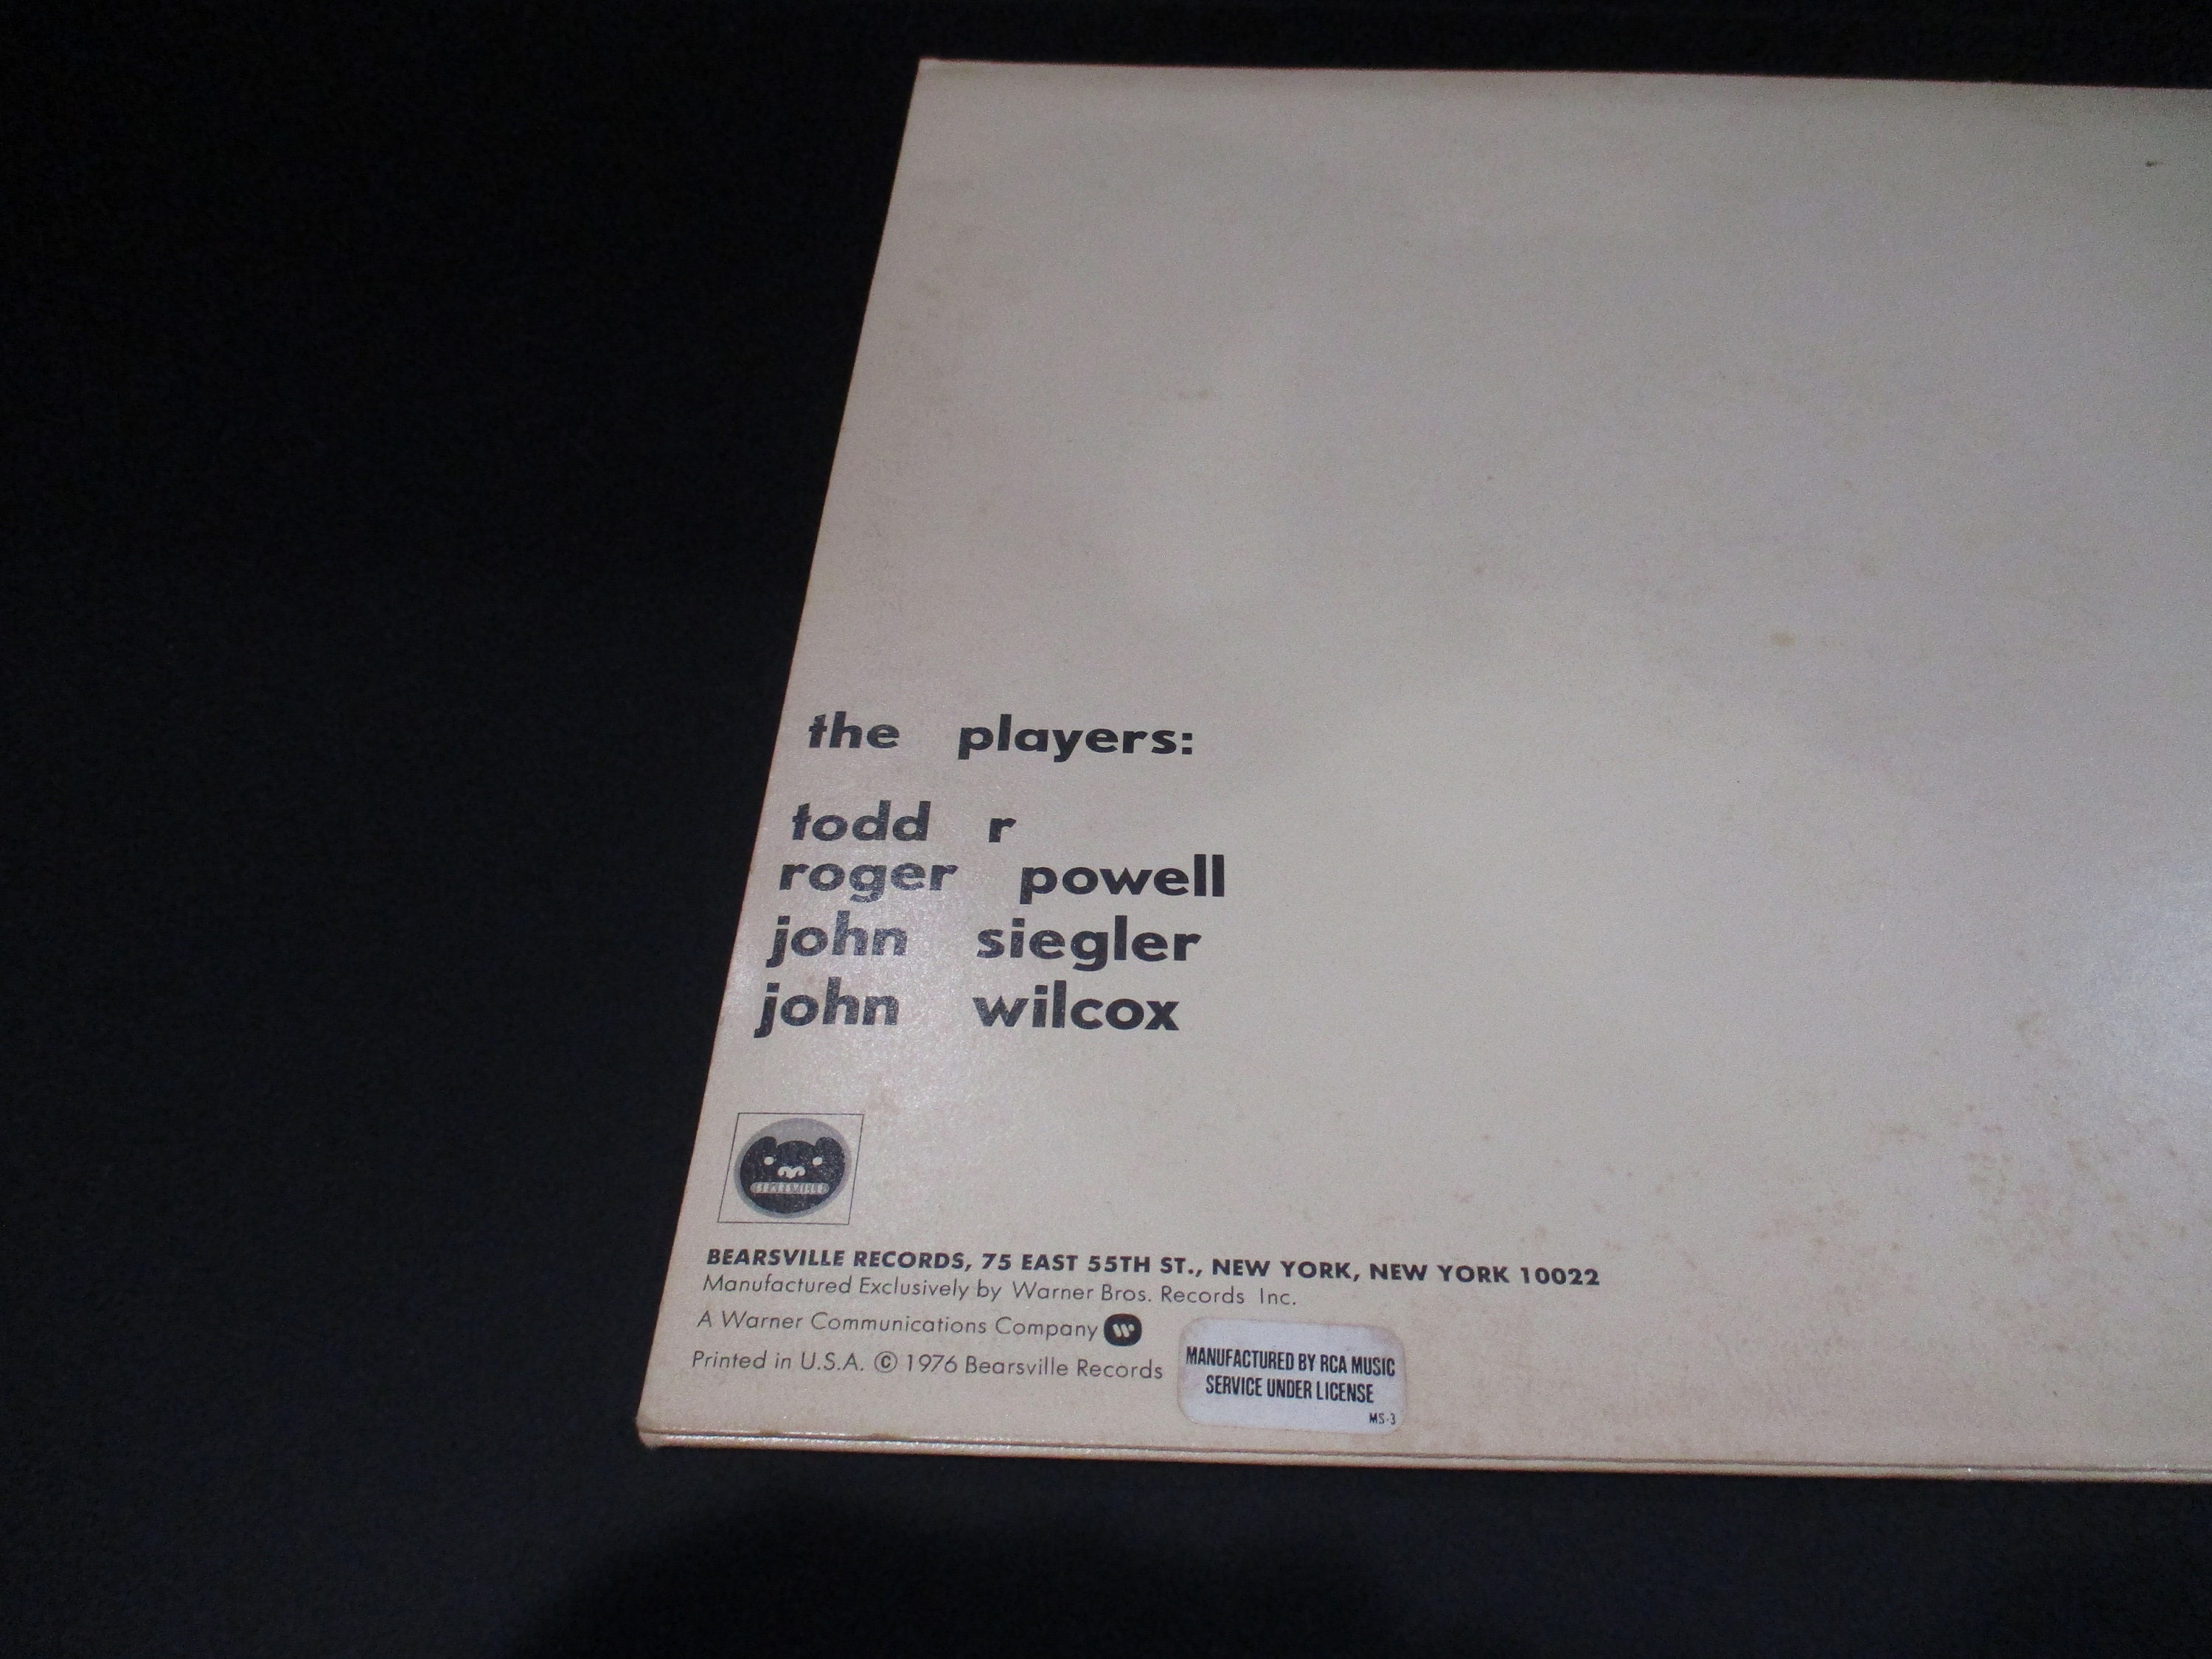 the players:
todd r
roger powell
john siegler
john wilcox
BEARSVILLE
BEARSVILLE RECORDS, 75 EAST 55TH ST., NEW YORK, NEW YORK 10022
Manufactured Exclusively by Warner Bros. Records Inc.
A Warner Communications Company
Printed in U.S.A. © 1976 Bearsville Records
MANUFACTURED BY RCA MUSIC
SERVICE UNDER LICENSE
MS-3